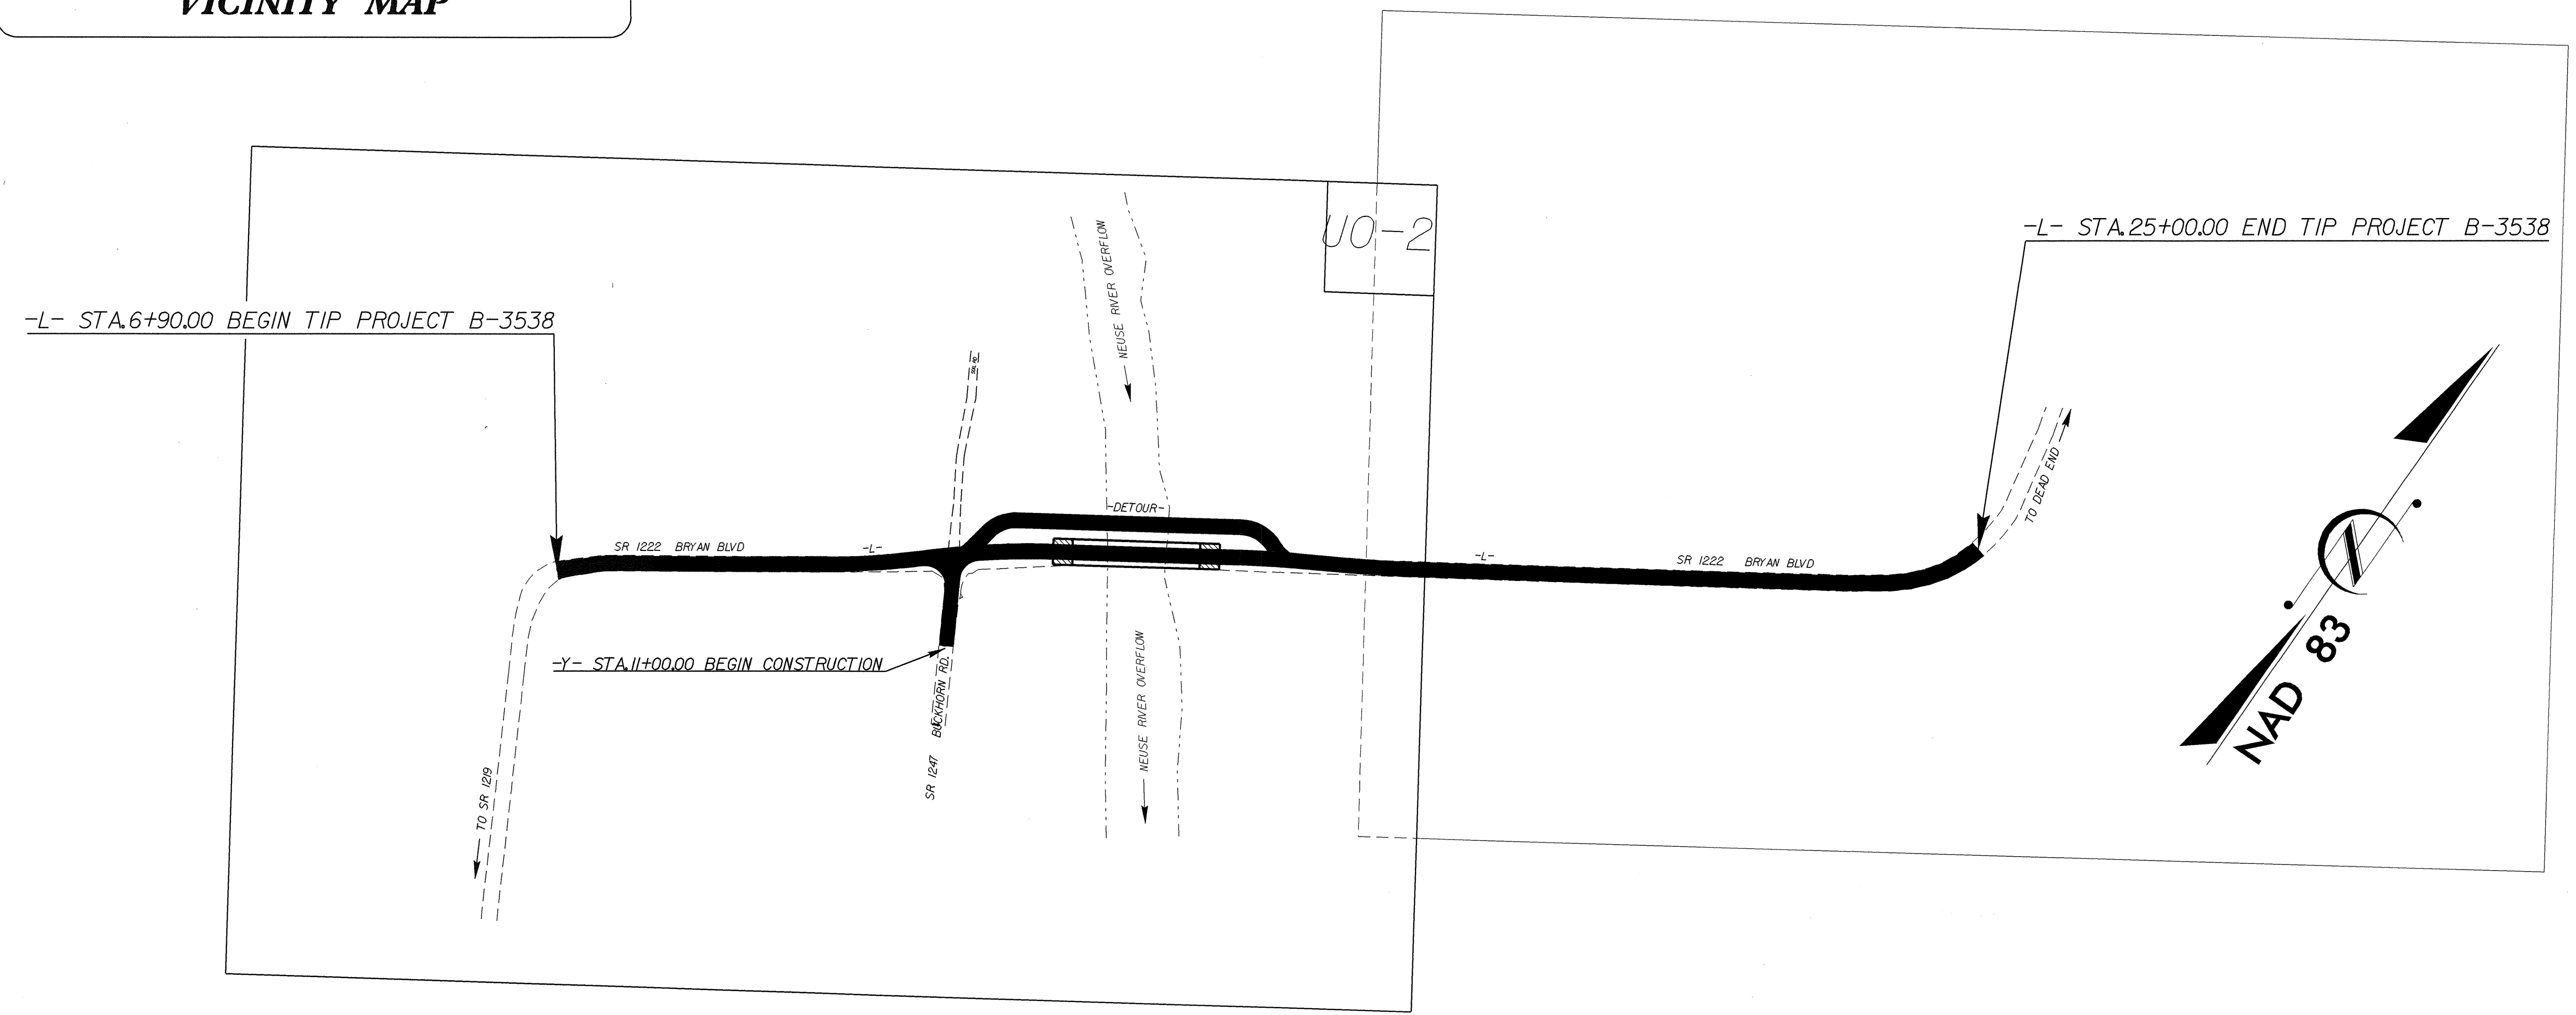 VICINITY MAP
UO-2
-L- STA.25+00.00 END TIP PROJECT B-3538
-L- STA.6+90.00 BEGIN TIP PROJECT B-3538
NEUSE RIVER OVERFLOW
TO DEAD END
-DETOUR-
SR 1222 BRYAN BLVD
-L-
-L-
SR 1222 BRYAN BLVD
-Y- STA.11+00.00 BEGIN CONSTRUCTION
SR 1247 BUCKHORN RD.
NEUSE RIVER OVERFLOW
TO SR 1219
NAD 83